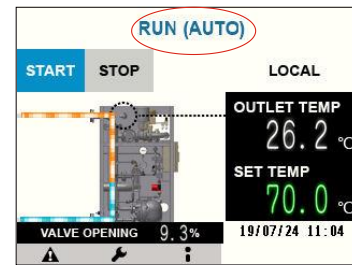 RUN (AUTO)
START STOP LOCAL
OUTLET TEMP
26.2 ℃
SET TEMP
70.0 ℃
VALVE OPENING 9.3%
19/07/24 11:04